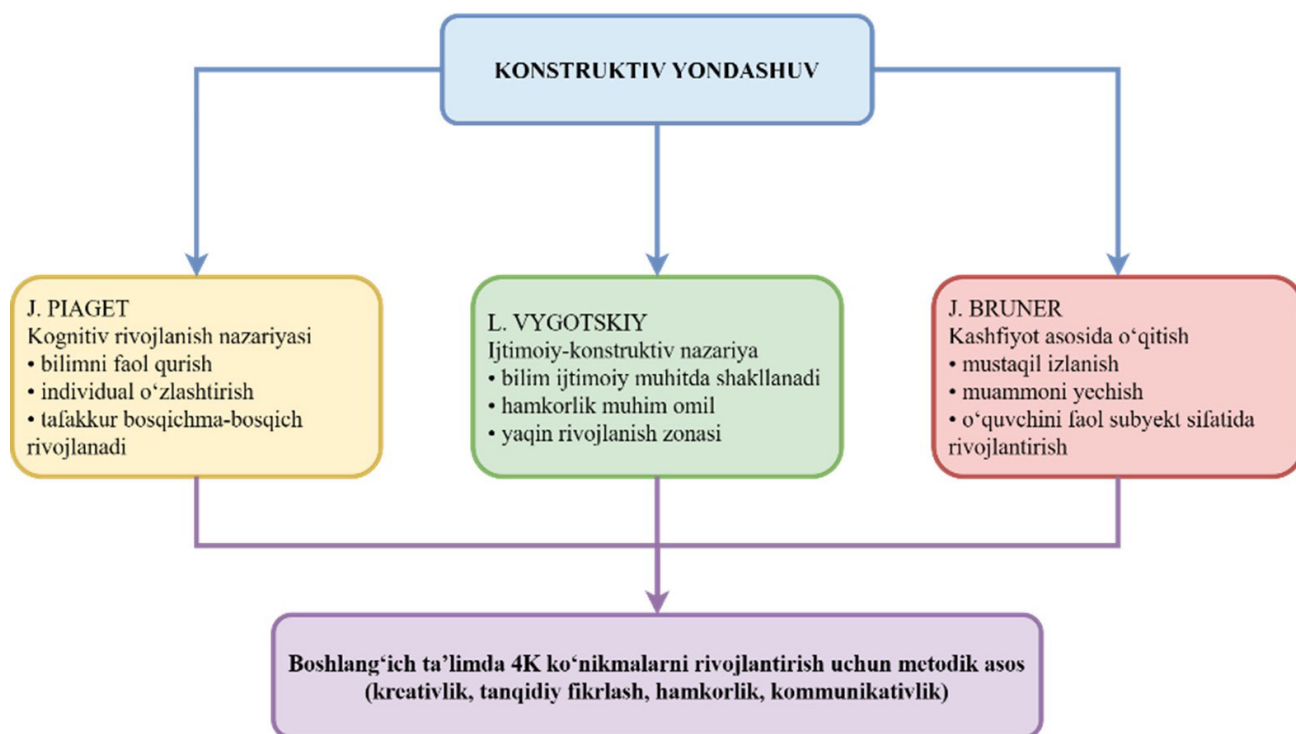 KONSTRUKTIV YONDASHUV
J. PIAGET
Kognitiv rivojlanish nazariyasi
• bilimni faol qurish
• individual o‘zlashtirish
• tafakkur bosqichma-bosqich
rivojlanadi
L. VYGOTSKIY
Ijtimoiy-konstruktiv nazariya
• bilim ijtimoiy muhitda shakllanadi
• hamkorlik muhim omil
• yaqin rivojlanish zonasi
J. BRUNER
Kashfiyot asosida o‘qitish
• mustaqil izlanish
• muammoni yechish
• o‘quvchini faol subyekt sifatida
rivojlantirish
Boshlang‘ich ta’limda 4K ko‘nikmalarni rivojlantirish uchun metodik asos
(kreativlik, tanqidiy fikrlash, hamkorlik, kommunikativlik)